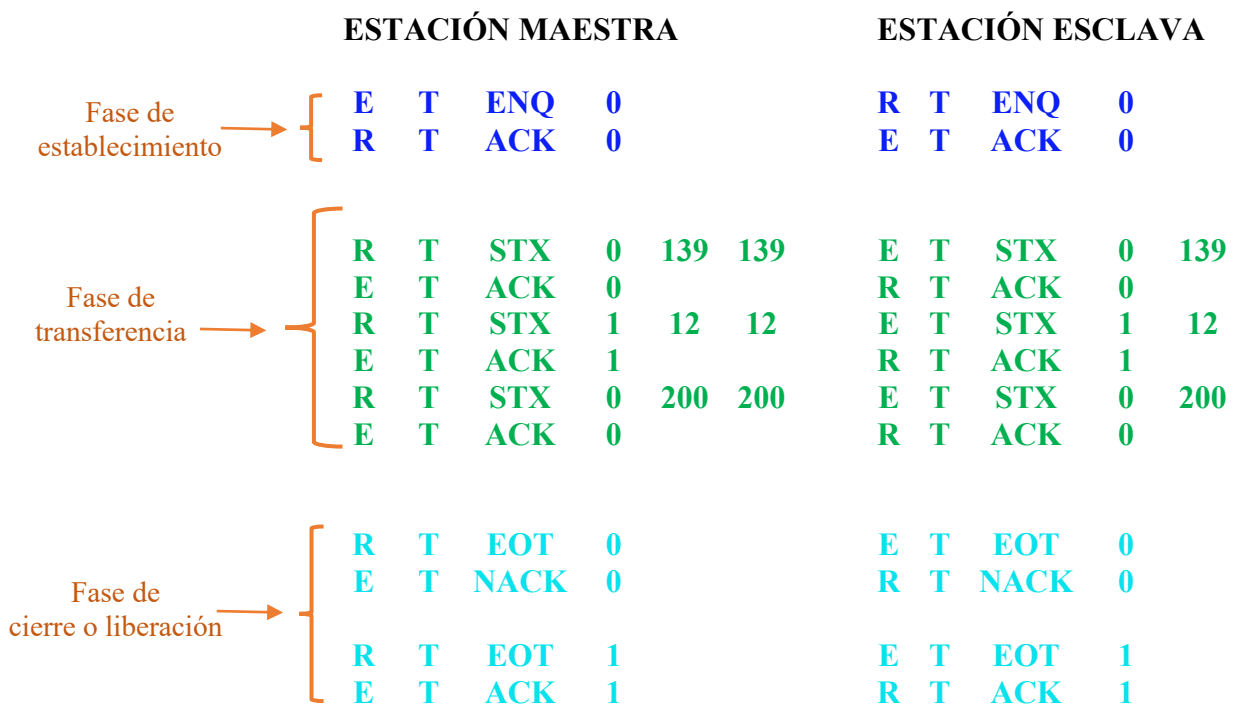 ESTACIÓN MAESTRA ESTACIÓN ESCLAVA
Fase de
establecimiento
E T ENQ 0 R T ENQ 0
R T ACK 0 E T ACK 0
Fase de
transferencia
R T STX 0 139 139 E T STX 0 139
E T ACK 0 R T ACK 0
R T STX 1 12 12 E T STX 1 12
E T ACK 1 R T ACK 1
R T STX 0 200 200 E T STX 0 200
E T ACK 0 R T ACK 0
Fase de
cierre o liberación
R T EOT 0 E T EOT 0
E T NACK 0 R T NACK 0
R T EOT 1 E T EOT 1
E T ACK 1 R T ACK 1